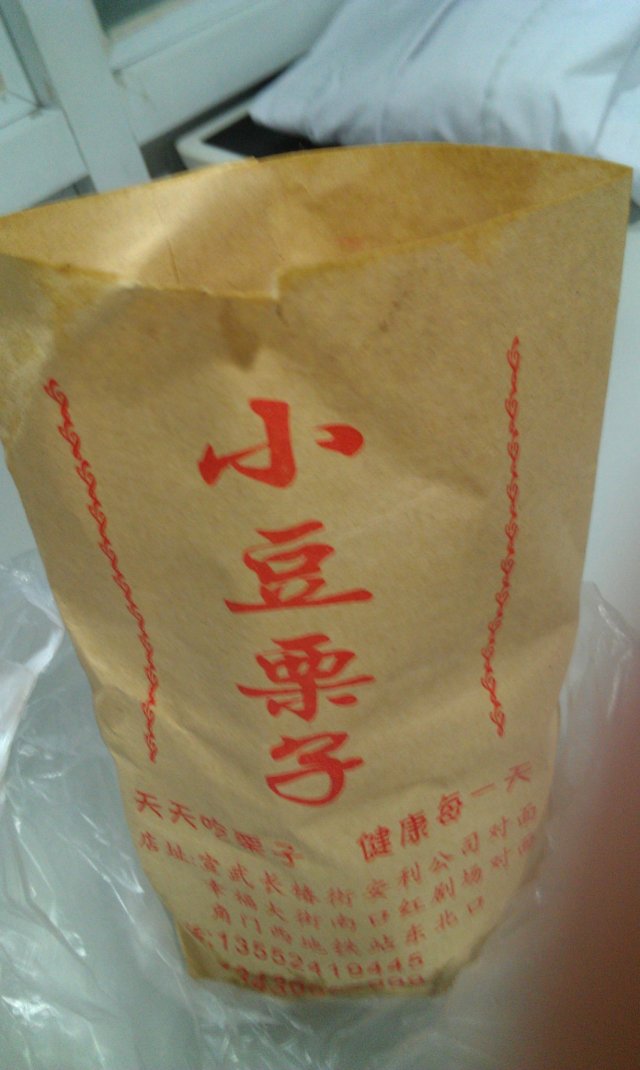 小豆栗子
天天吃栗子 健康每一天
店址:宣武长椿街安利公司对面
幸福大街南口红剧场对面
角门西地铁站东北口
13552419445